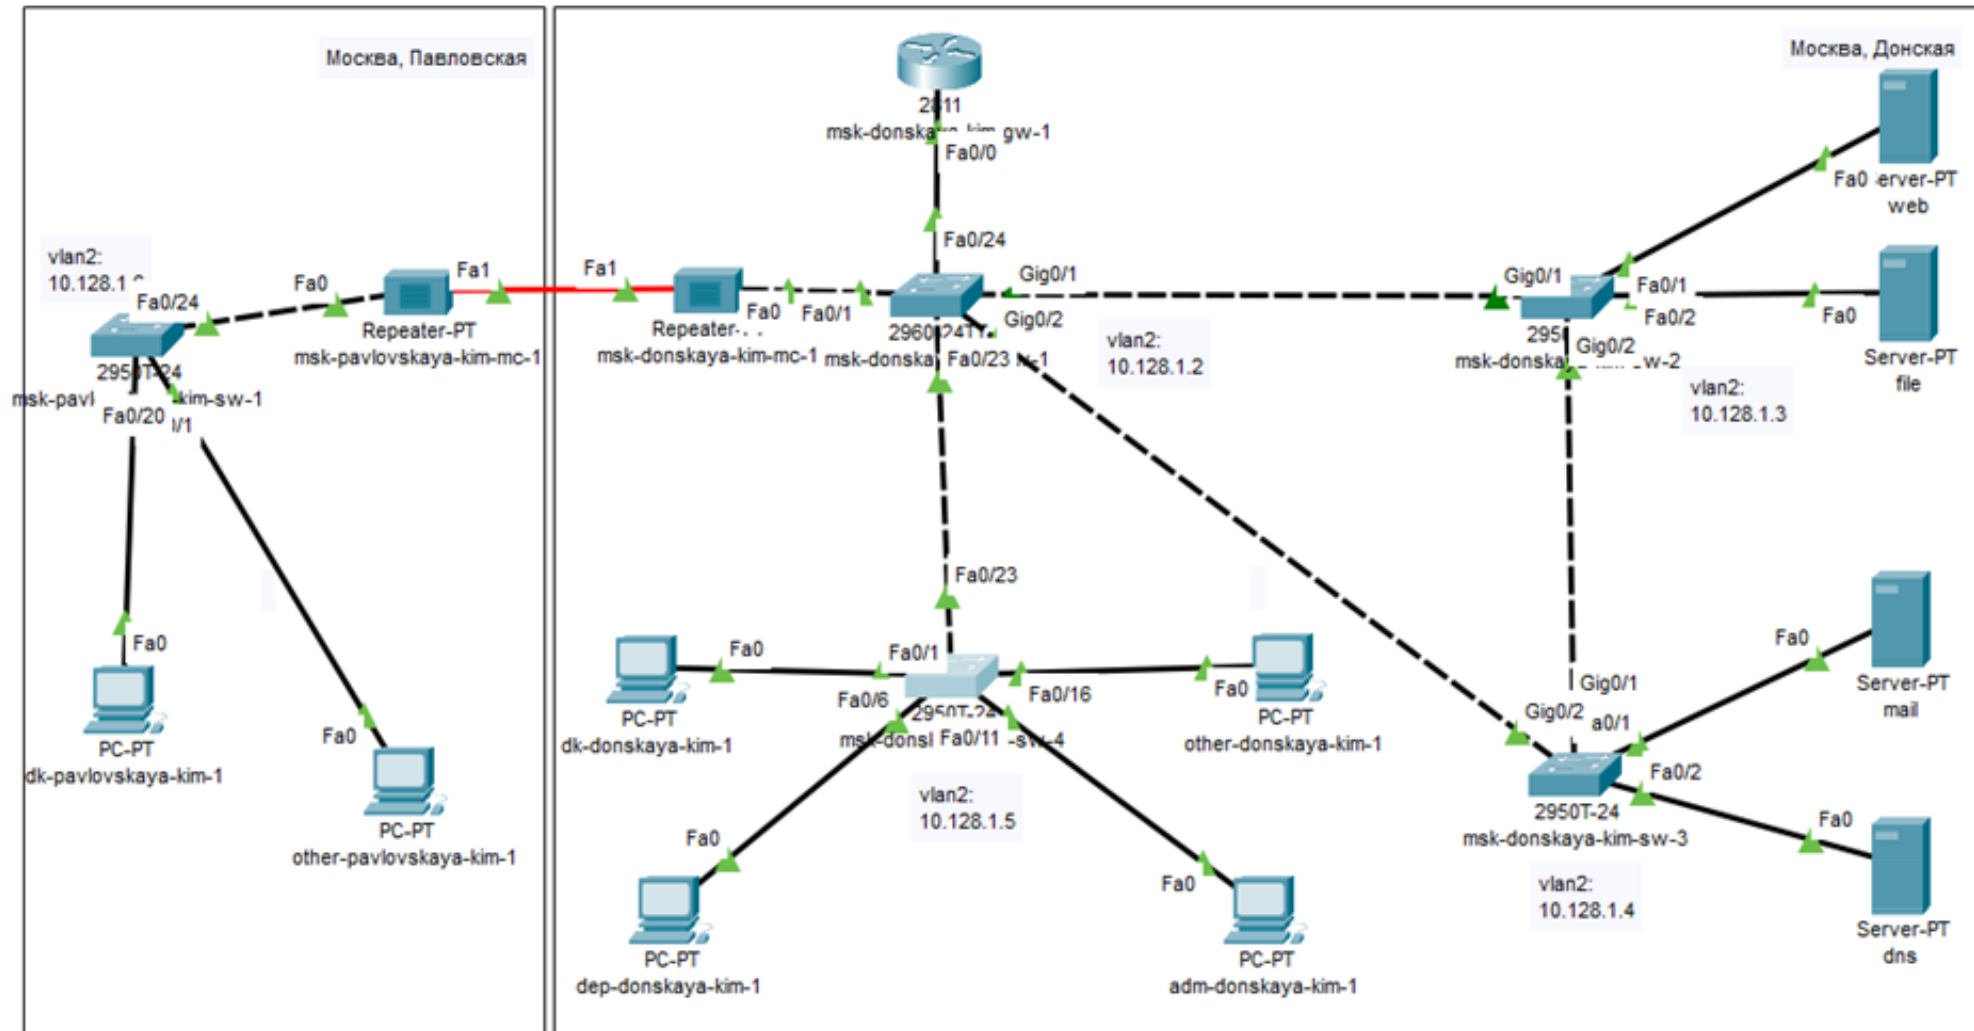 Москва, Павловская
vlan2:
Fa0/24
Fa0
Fa1
Repeater-PT
msk-pavlovskaya-kim-mc-1
Fa0/20
Fa0
PC-PT
dk-pavlovskaya-kim-1
Fa0
PC-PT
other-pavlovskaya-kim-1
Москва, Донская
2811
gw-1
Fa0/0
Fa0/24
Fa1
Fa0
msk-donskaya-kim-mc-1
Fa0/1
Gig0/1
Gig0/2
Fa0/23
vlan2:
10.128.1.2
Gig0/1
Fa0/1
Fa0/2
Gig0/2
vlan2:
10.128.1.3
Fa0
web
Fa0
Server-PT
file
Fa0/23
Fa0
Fa0/1
Fa0/6
Fa0/16
Fa0
Fa0/11
PC-PT
dk-donskaya-kim-1
PC-PT
other-donskaya-kim-1
vlan2:
10.128.1.5
Fa0
PC-PT
dep-donskaya-kim-1
Fa0
PC-PT
adm-donskaya-kim-1
Gig0/1
Gig0/2
a0/1
Fa0/2
2950T-24
msk-donskaya-kim-sw-3
vlan2:
10.128.1.4
Fa0
Server-PT
mail
Fa0
Server-PT
dns